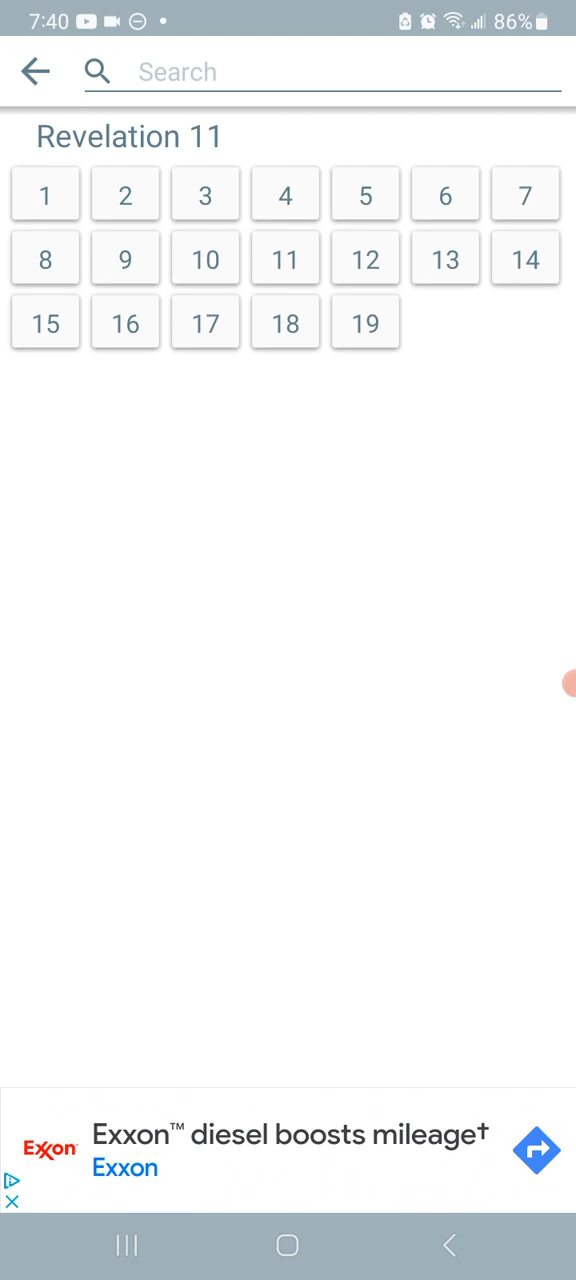 7:40 86%
Search
Revelation 11
1 2 3 4 5 6 7
8 9 10 11 12 13 14
15 16 17 18 19
Exxon™ diesel boosts mileage†
Exxon
Exxon